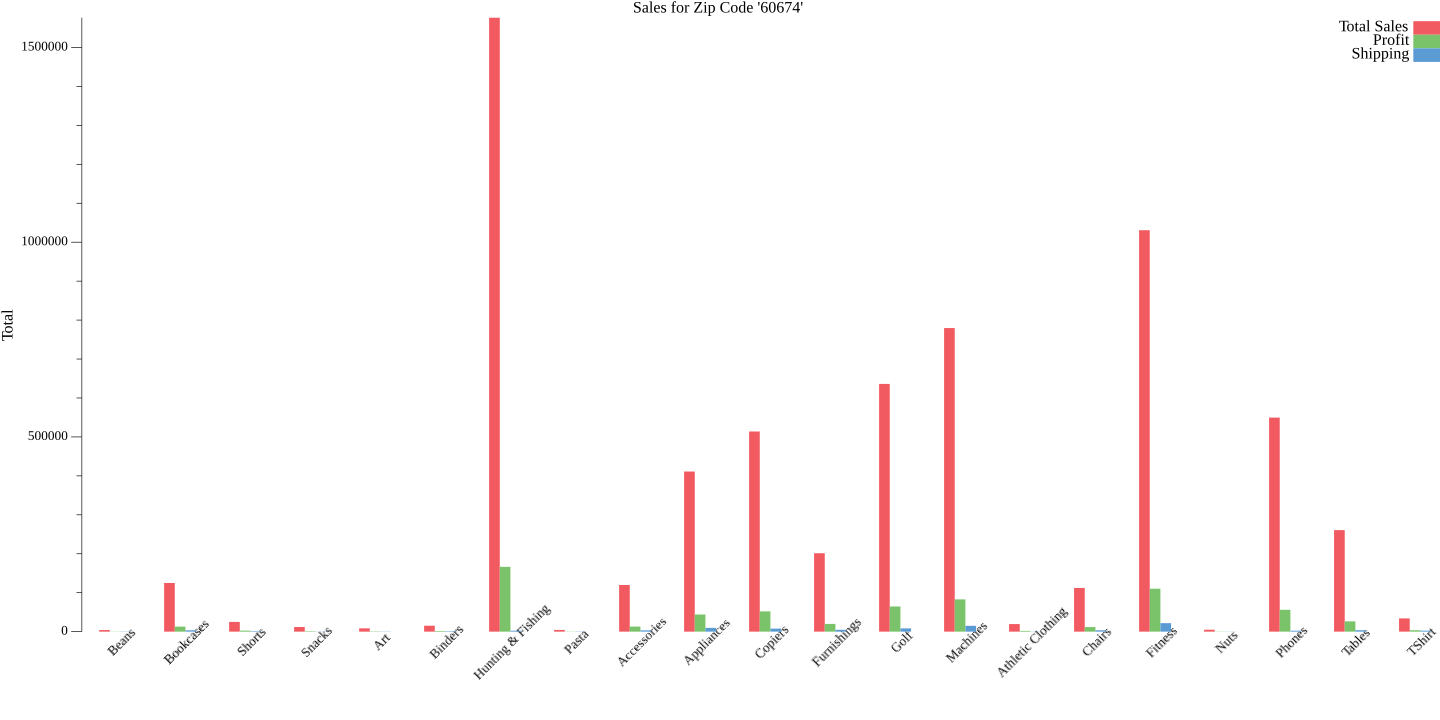 Sales for Zip Code '60674'
Total Sales
Profit
Shipping
Total
1500000
1000000
500000
0
Beans
Bookcases
Shorts
Snacks
Art
Binders
Hunting & Fishing
Pasta
Accessories
Appliances
Copiers
Furnishings
Golf
Machines
Athletic Clothing
Chairs
Fitness
Nuts
Phones
Tables
TShirt